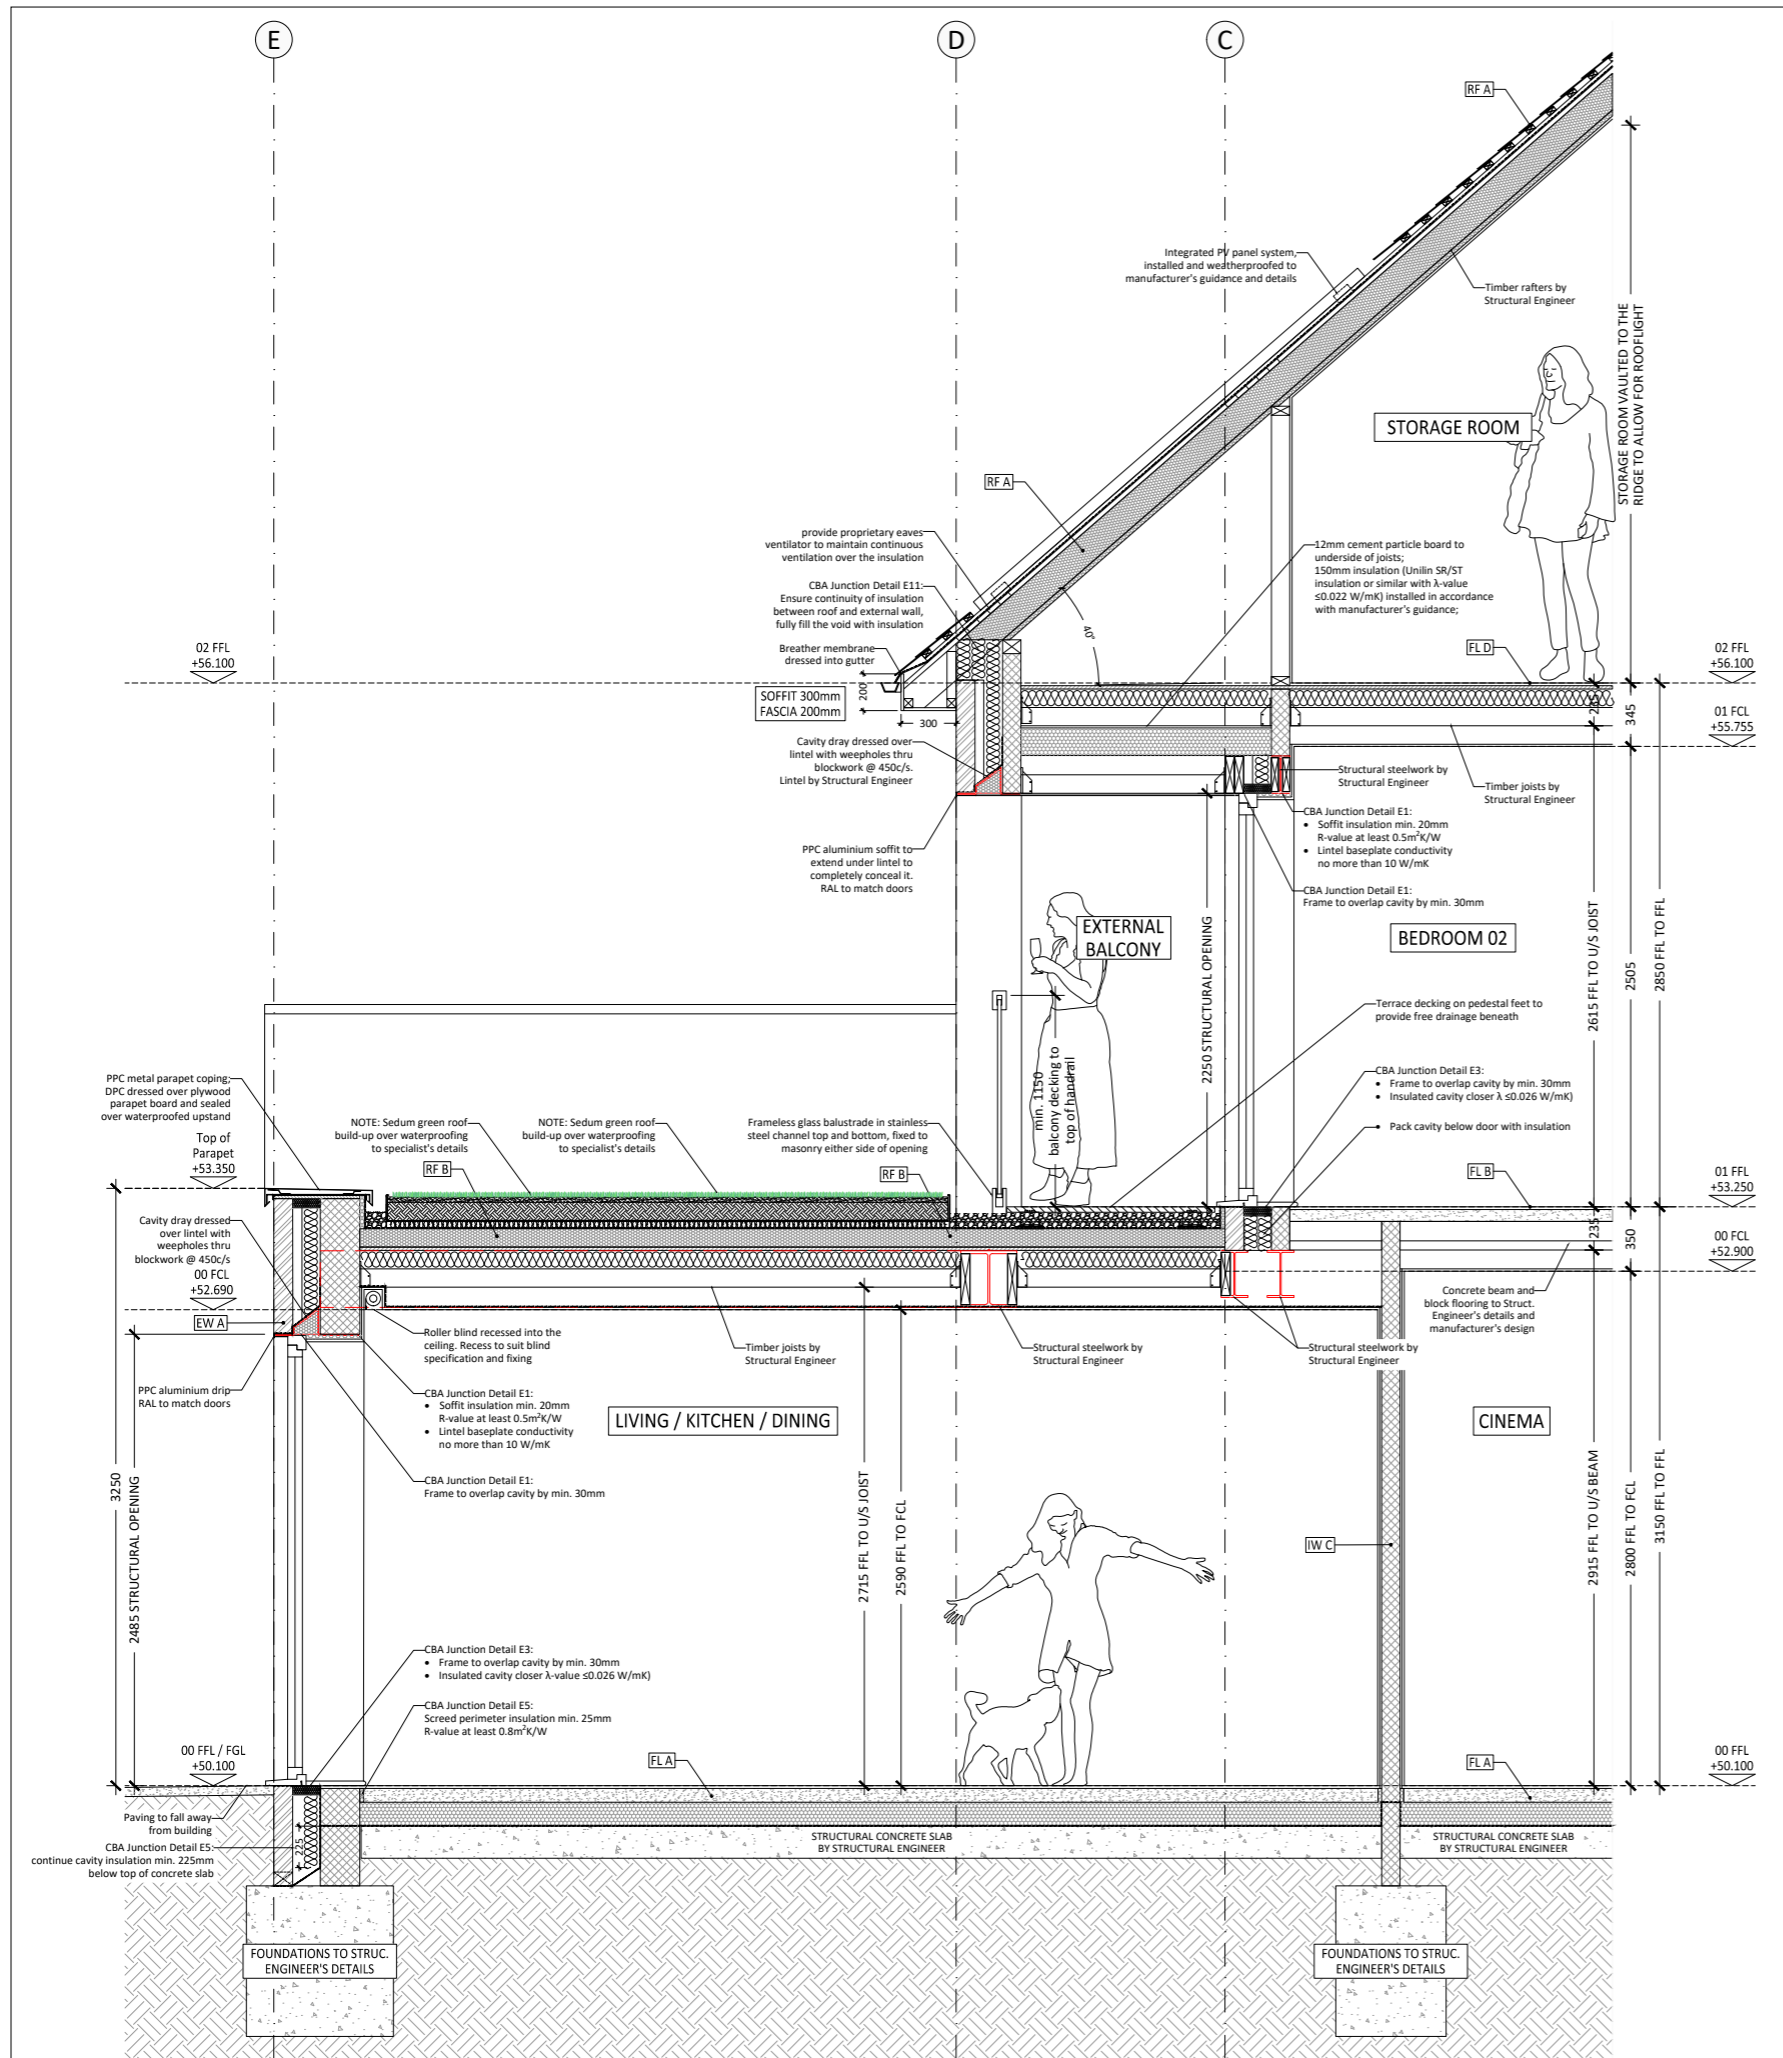 E
D
C
RF A
Integrated PV panel system,
installed and weatherproofed to
manufacturer's guidance and details
Timber rafters by
Structural Engineer
STORAGE ROOM VAULTED TO THE
RIDGE TO ALLOW FOR ROOFLIGHT
STORAGE ROOM
RF A
provide proprietary eaves
ventilator to maintain continuous
ventilation over the insulation
12mm cement particle board to
underside of joists;
150mm insulation (Unilin SR/ST
insulation or similar with λ-value
≤0.022 W/mK) installed in accordance
with manufacturer's guidance;
CBA Junction Detail E11:
Ensure continuity of insulation
between roof and external wall,
fully fill the void with insulation
40°
Breather membrane
dressed into gutter
02 FFL
+56.100
FL D
02 FFL
+56.100
SOFFIT 300mm
FASCIA 200mm
200
300
235
345
01 FCL
+55.755
Cavity dray dressed over
lintel with weepholes thru
blockwork @ 450c/s.
Lintel by Structural Engineer
Structural steelwork by
Structural Engineer
Timber joists by
Structural Engineer
CBA Junction Detail E1:
• Soffit insulation min. 20mm
R-value at least 0.5m²K/W
• Lintel baseplate conductivity
no more than 10 W/mK
PPC aluminium soffit to
extend under lintel to
completely conceal it.
RAL to match doors
CBA Junction Detail E1:
Frame to overlap cavity by min. 30mm
EXTERNAL
BALCONY
BEDROOM 02
2250 STRUCTURAL OPENING
2615 FFL TO U/S JOIST
2505
2850 FFL TO FFL
Terrace decking on pedestal feet to
provide free drainage beneath
min. 1150
balcony decking to
top of handrail
PPC metal parapet coping;
DPC dressed over plywood
parapet board and sealed
over waterproofed upstand
CBA Junction Detail E3:
• Frame to overlap cavity by min. 30mm
• Insulated cavity closer λ ≤0.026 W/mK)
• Pack cavity below door with insulation
NOTE: Sedum green roof
build-up over waterproofing
to specialist's details
NOTE: Sedum green roof
build-up over waterproofing
to specialist's details
Frameless glass balustrade in stainless
steel channel top and bottom, fixed to
masonry either side of opening
Top of
Parapet
+53.350
RF B
RF B
FL B
01 FFL
+53.250
Cavity dray dressed
over lintel with
weepholes thru
blockwork @ 450c/s
235
350
00 FCL
+52.900
00 FCL
+52.690
Concrete beam and
block flooring to Struct.
Engineer's details and
manufacturer's design
EW A
Roller blind recessed into the
ceiling. Recess to suit blind
specification and fixing
Timber joists by
Structural Engineer
Structural steelwork by
Structural Engineer
Structural steelwork by
Structural Engineer
PPC aluminium drip
RAL to match doors
CBA Junction Detail E1:
• Soffit insulation min. 20mm
R-value at least 0.5m²K/W
• Lintel baseplate conductivity
no more than 10 W/mK
LIVING / KITCHEN / DINING
CINEMA
CBA Junction Detail E1:
Frame to overlap cavity by min. 30mm
3250
2485 STRUCTURAL OPENING
2715 FFL TO U/S JOIST
2590 FFL TO FCL
IW C
2915 FFL TO U/S BEAM
2800 FFL TO FCL
3150 FFL TO FFL
CBA Junction Detail E3:
• Frame to overlap cavity by min. 30mm
• Insulated cavity closer λ-value ≤0.026 W/mK)
CBA Junction Detail E5:
Screed perimeter insulation min. 25mm
R-value at least 0.8m²K/W
00 FFL / FGL
+50.100
FL A
FL A
00 FFL
+50.100
Paving to fall away
from building
CBA Junction Detail E5:
continue cavity insulation min. 225mm
below top of concrete slab
225
STRUCTURAL CONCRETE SLAB
BY STRUCTURAL ENGINEER
STRUCTURAL CONCRETE SLAB
BY STRUCTURAL ENGINEER
FOUNDATIONS TO STRUC.
ENGINEER'S DETAILS
FOUNDATIONS TO STRUC.
ENGINEER'S DETAILS